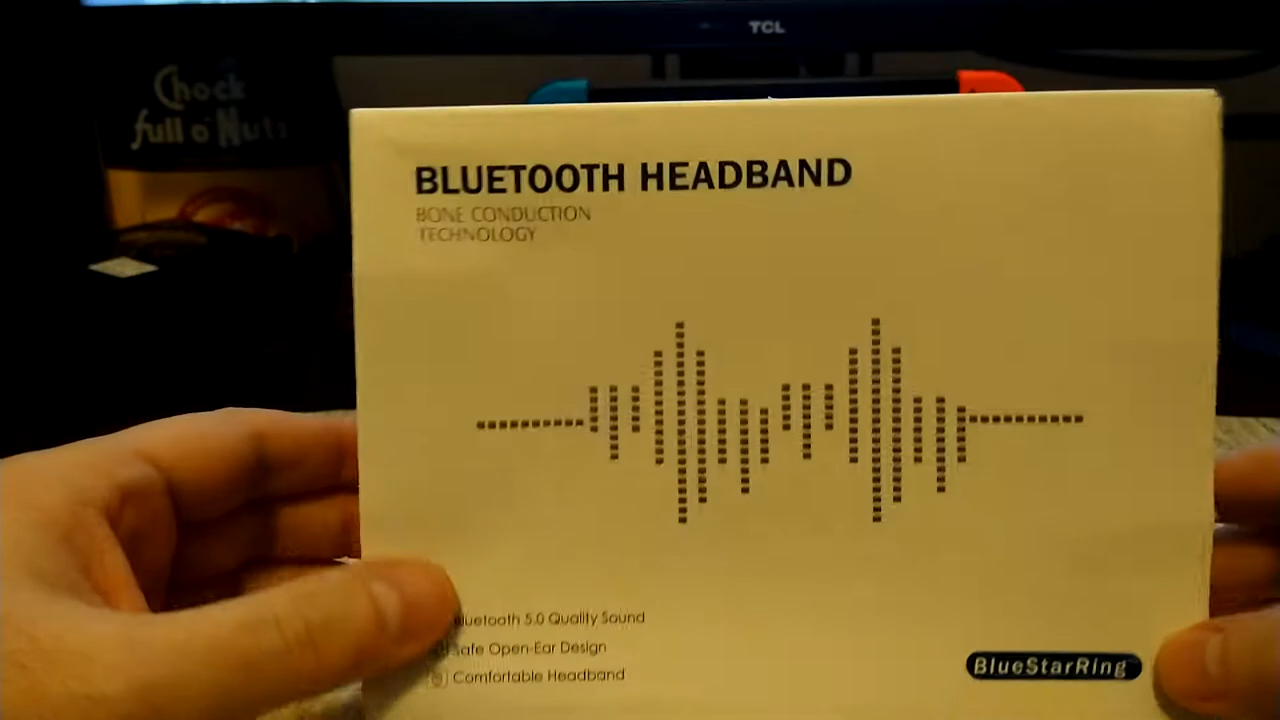 TCL
Chock
full o' Nuts
BLUETOOTH HEADBAND
BONE CONDUCTION
TECHNOLOGY
Bluetooth 5.0 Quality Sound
Safe Open-Ear Design
Comfortable Headband
BlueStarRing